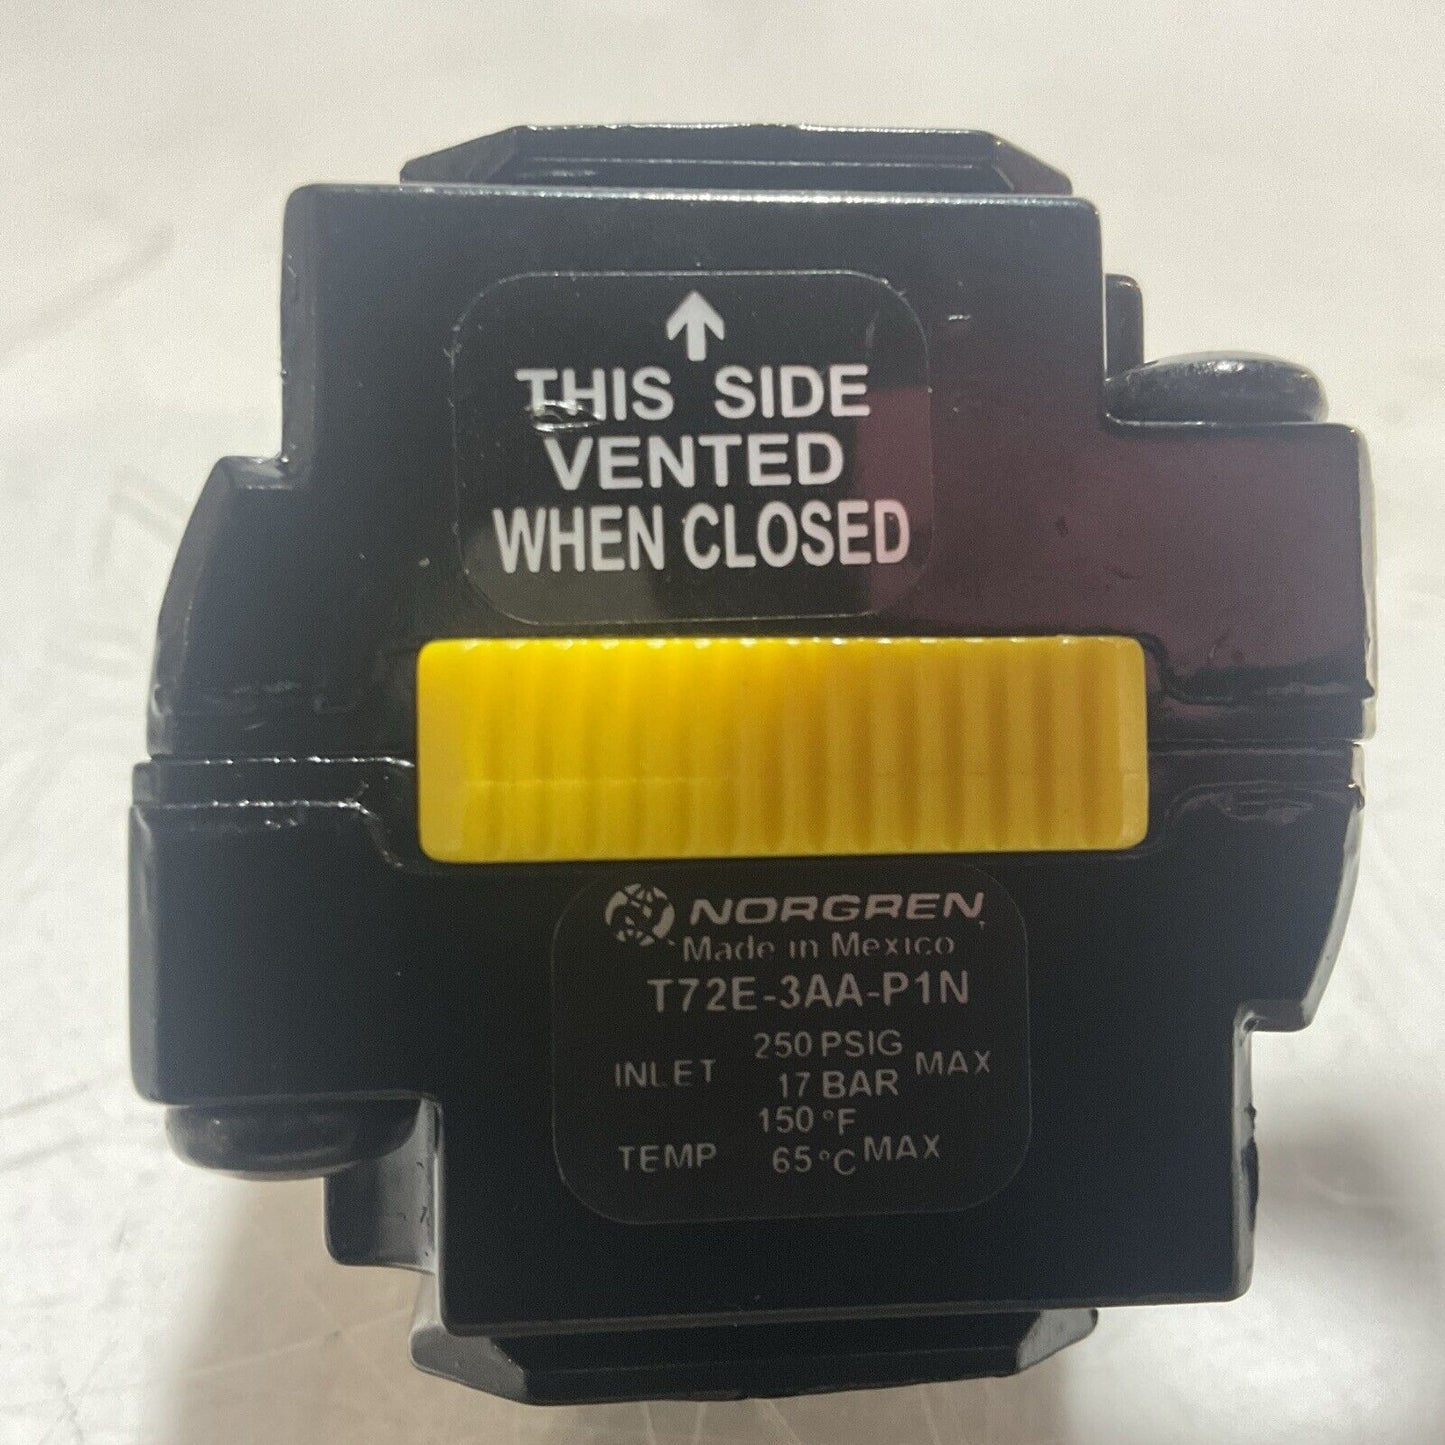 THIS SIDE
VENTED
WHEN CLOSED
NORGREN
Made in Mexico
T72E-3AA-P1N
INLET 250 PSIG 17 BAR MAX
TEMP 150 °F 65 °C MAX